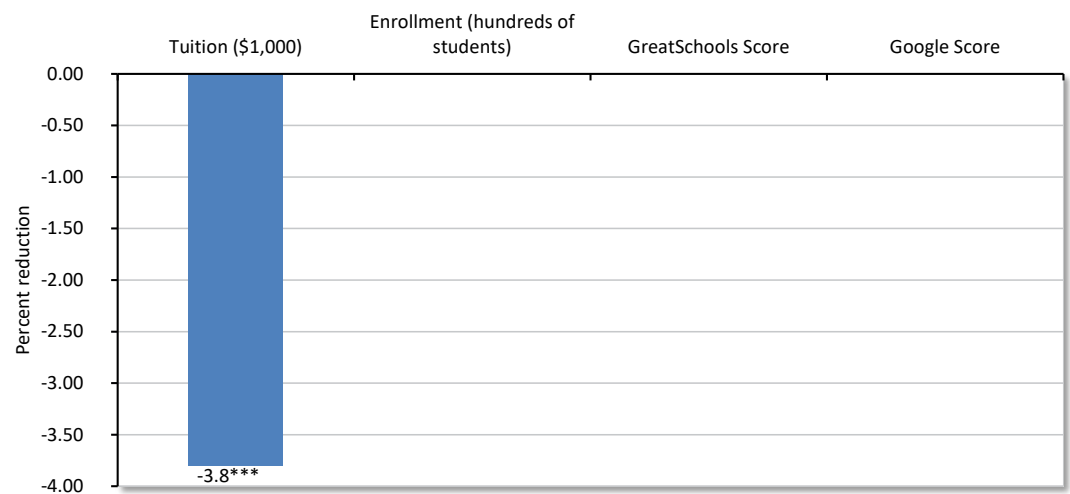 Enrollment (hundreds of
Tuition ($1,000)
students)
GreatSchools Score
Google Score
0.00
-0.50
-1.00
-1.50
-2.00
-2.50
-3.00
-3.50
-4.00
Percent reduction
-3.8***